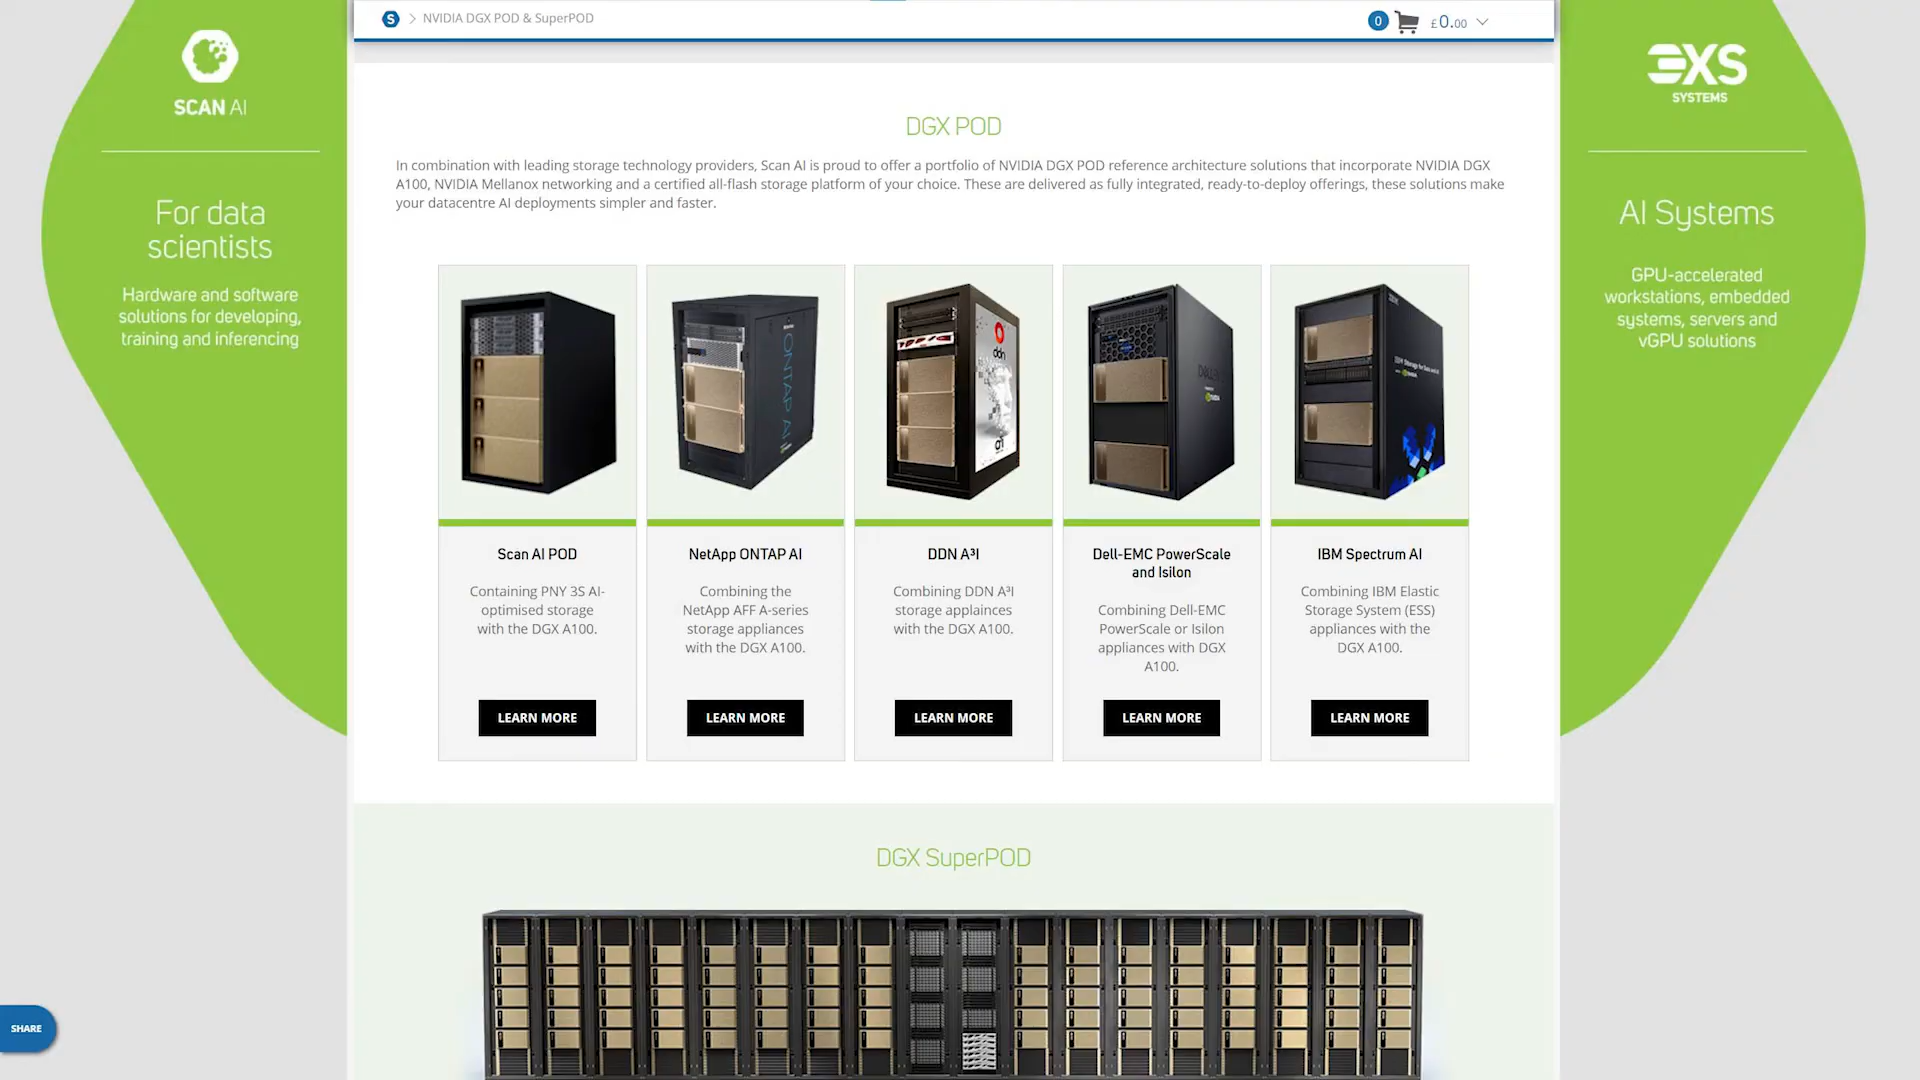 S > NVIDIA DGX POD & SuperPOD
0 £0.00
SCAN AI
For data
scientists
Hardware and software
solutions for developing,
training and inferencing
3XS
SYSTEMS
AI Systems
GPU-accelerated
workstations, embedded
systems, servers and
vGPU solutions
DGX POD
In combination with leading storage technology providers, Scan AI is proud to offer a portfolio of NVIDIA DGX POD reference architecture solutions that incorporate NVIDIA DGX
A100, NVIDIA Mellanox networking and a certified all-flash storage platform of your choice. These are delivered as fully integrated, ready-to-deploy offerings, these solutions make
your datacentre AI deployments simpler and faster.
ONTAP AI
ddn
Scan AI POD
Containing PNY 3S AI-
optimised storage
with the DGX A100.
LEARN MORE
NetApp ONTAP AI
Combining the
NetApp AFF A-series
storage appliances
with the DGX A100.
LEARN MORE
DDN A³I
Combining DDN A³I
storage applainces
with the DGX A100.
LEARN MORE
Dell-EMC PowerScale
and Isilon
Combining Dell-EMC
PowerScale or Isilon
appliances with DGX
A100.
LEARN MORE
IBM Spectrum AI
Combining IBM Elastic
Storage System (ESS)
appliances with the
DGX A100.
LEARN MORE
DGX SuperPOD
SHARE